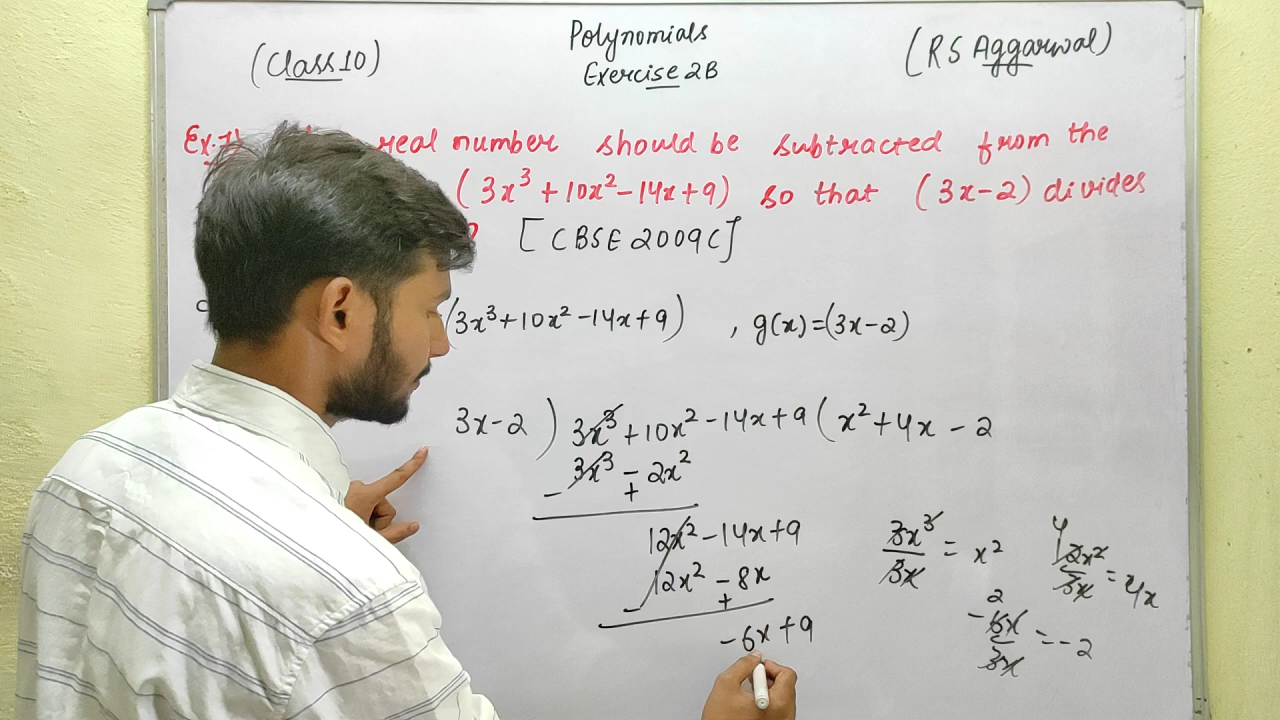 (Class 10)
Polynomials
Exercise 2B
(RS Aggarwal)
real number should be subtracted from the
(3x³ + 10x² - 14x + 9) so that (3x - 2) divides
[CBSE 2009C]
(3x³ + 10x² - 14x + 9) , g(x) = (3x - 2)
3x - 2 ) 3x³ + 10x² - 14x + 9 ( x² + 4x - 2
3x³ - 2x²
- +
12x² - 14x + 9
12x² - 8x
- +
- 6x + 9
3x³/3x = x²
4
12x²/3x = 4x
2
-6x/3x = -2